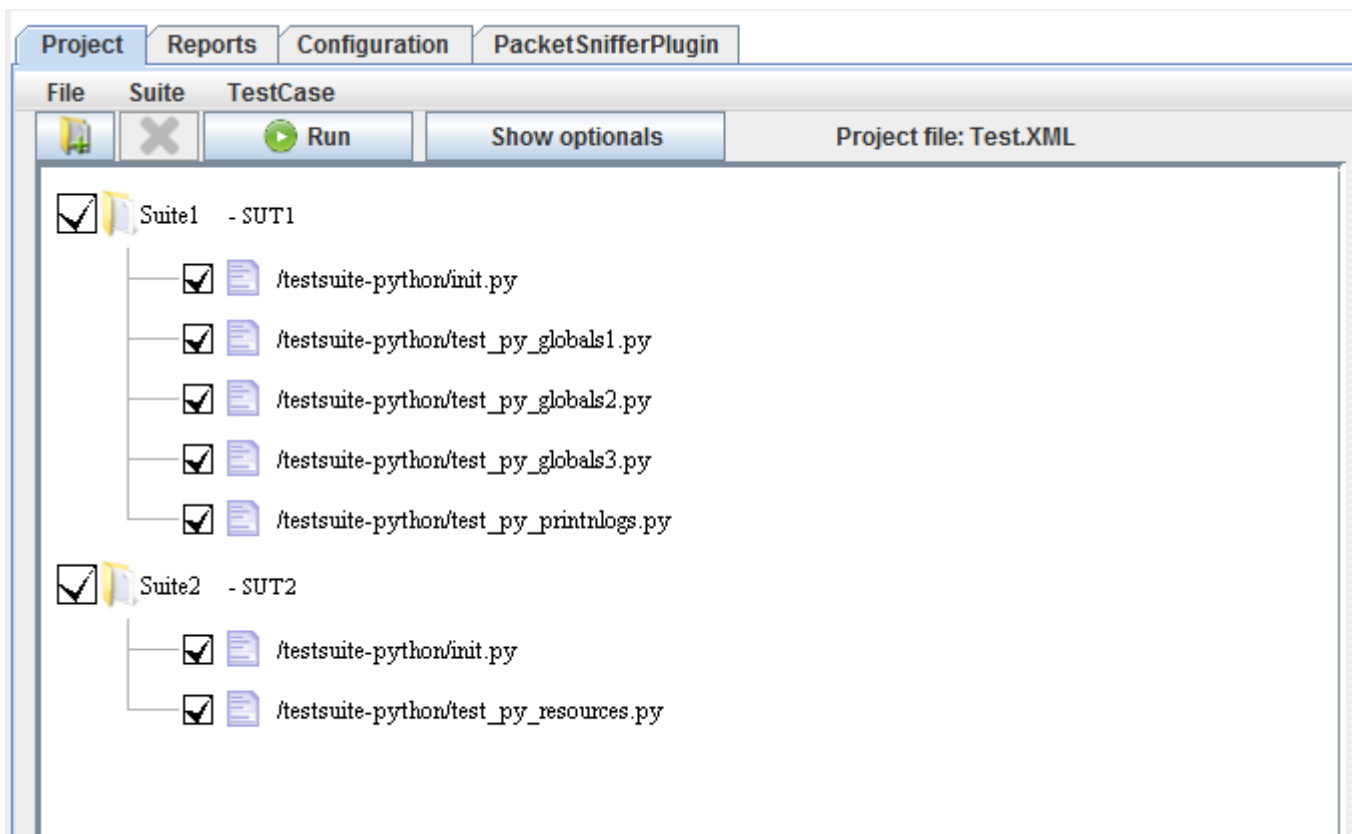 Project Reports Configuration PacketSnifferPlugin
File Suite TestCase
Run Show optionals Project file: Test.XML
Suite1 - SUT1
/testsuite-python/init.py
/testsuite-python/test_py_globals1.py
/testsuite-python/test_py_globals2.py
/testsuite-python/test_py_globals3.py
/testsuite-python/test_py_printnlogs.py
Suite2 - SUT2
/testsuite-python/init.py
/testsuite-python/test_py_resources.py